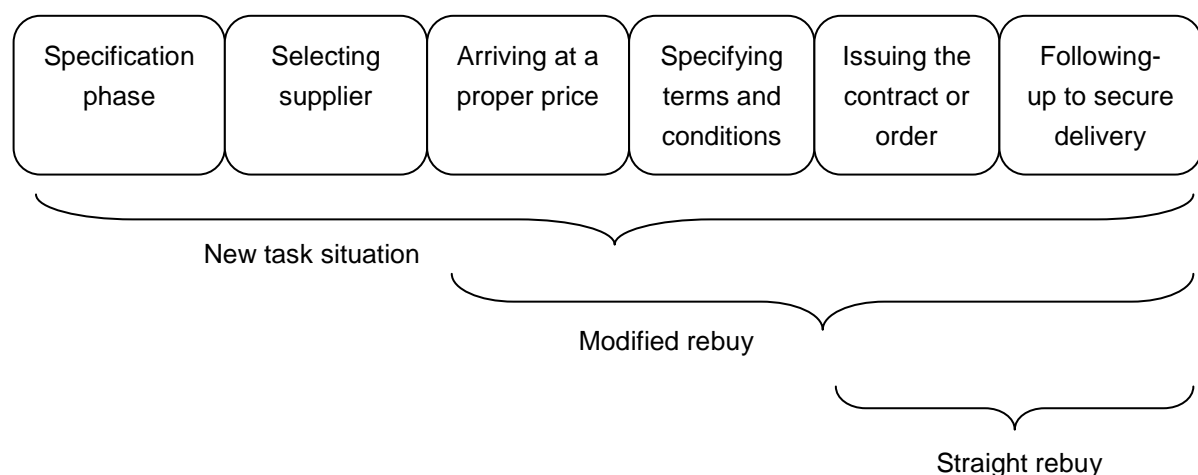 Specification
phase
Selecting
supplier
Arriving at a
proper price
Specifying
terms and
conditions
Issuing the
contract or
order
Following-
up to secure
delivery
New task situation
Modified rebuy
Straight rebuy